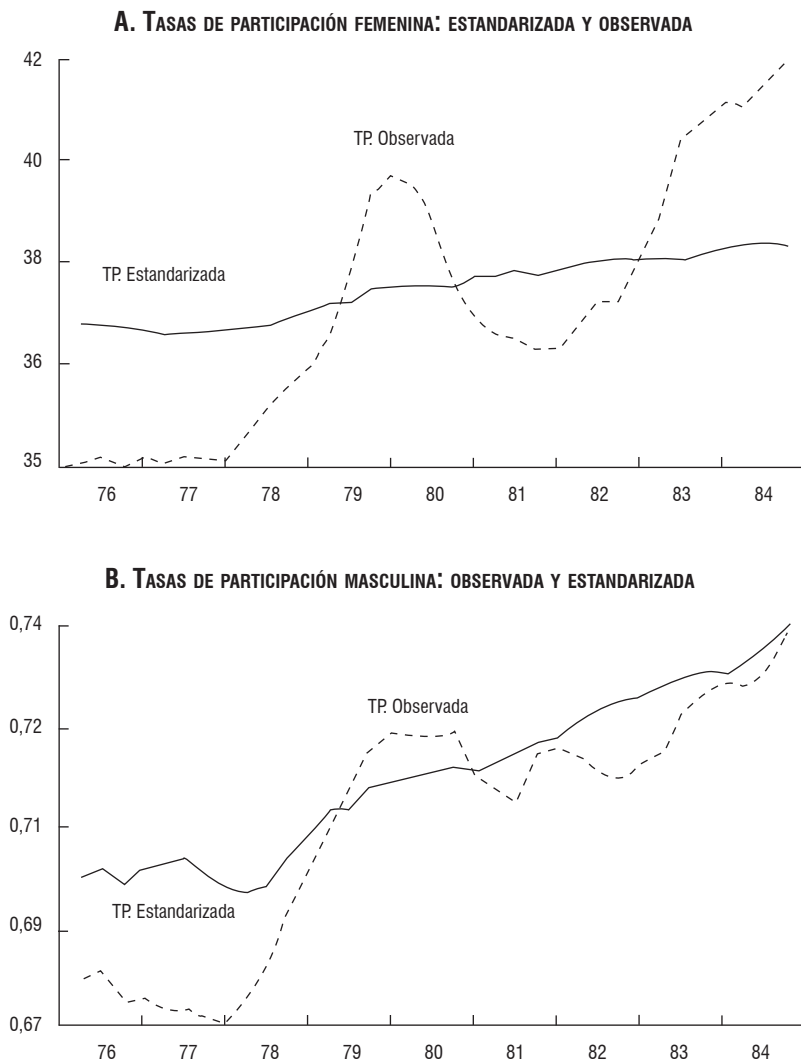 A. TASAS DE PARTICIPACIÓN FEMENINA: ESTANDARIZADA Y OBSERVADA
42
TP. Observada
40
TP. Estandarizada
38
36
35
76 77 78 79 80 81 82 83 84
B. TASAS DE PARTICIPACIÓN MASCULINA: OBSERVADA Y ESTANDARIZADA
0,74
TP. Observada
0,72
0,71
TP. Estandarizada
0,69
0,67
76 77 78 79 80 81 82 83 84